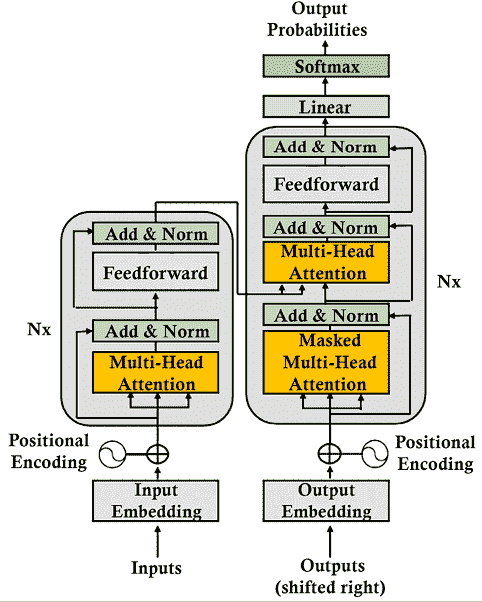 Output
Probabilities
Softmax
Linear
Add & Norm
Feedforward
Add & Norm
Multi-Head
Attention
Add & Norm
Masked
Multi-Head
Attention
Nx
Add & Norm
Feedforward
Add & Norm
Multi-Head
Attention
Nx
Positional
Encoding
Positional
Encoding
Input
Embedding
Output
Embedding
Inputs
Outputs
(shifted right)